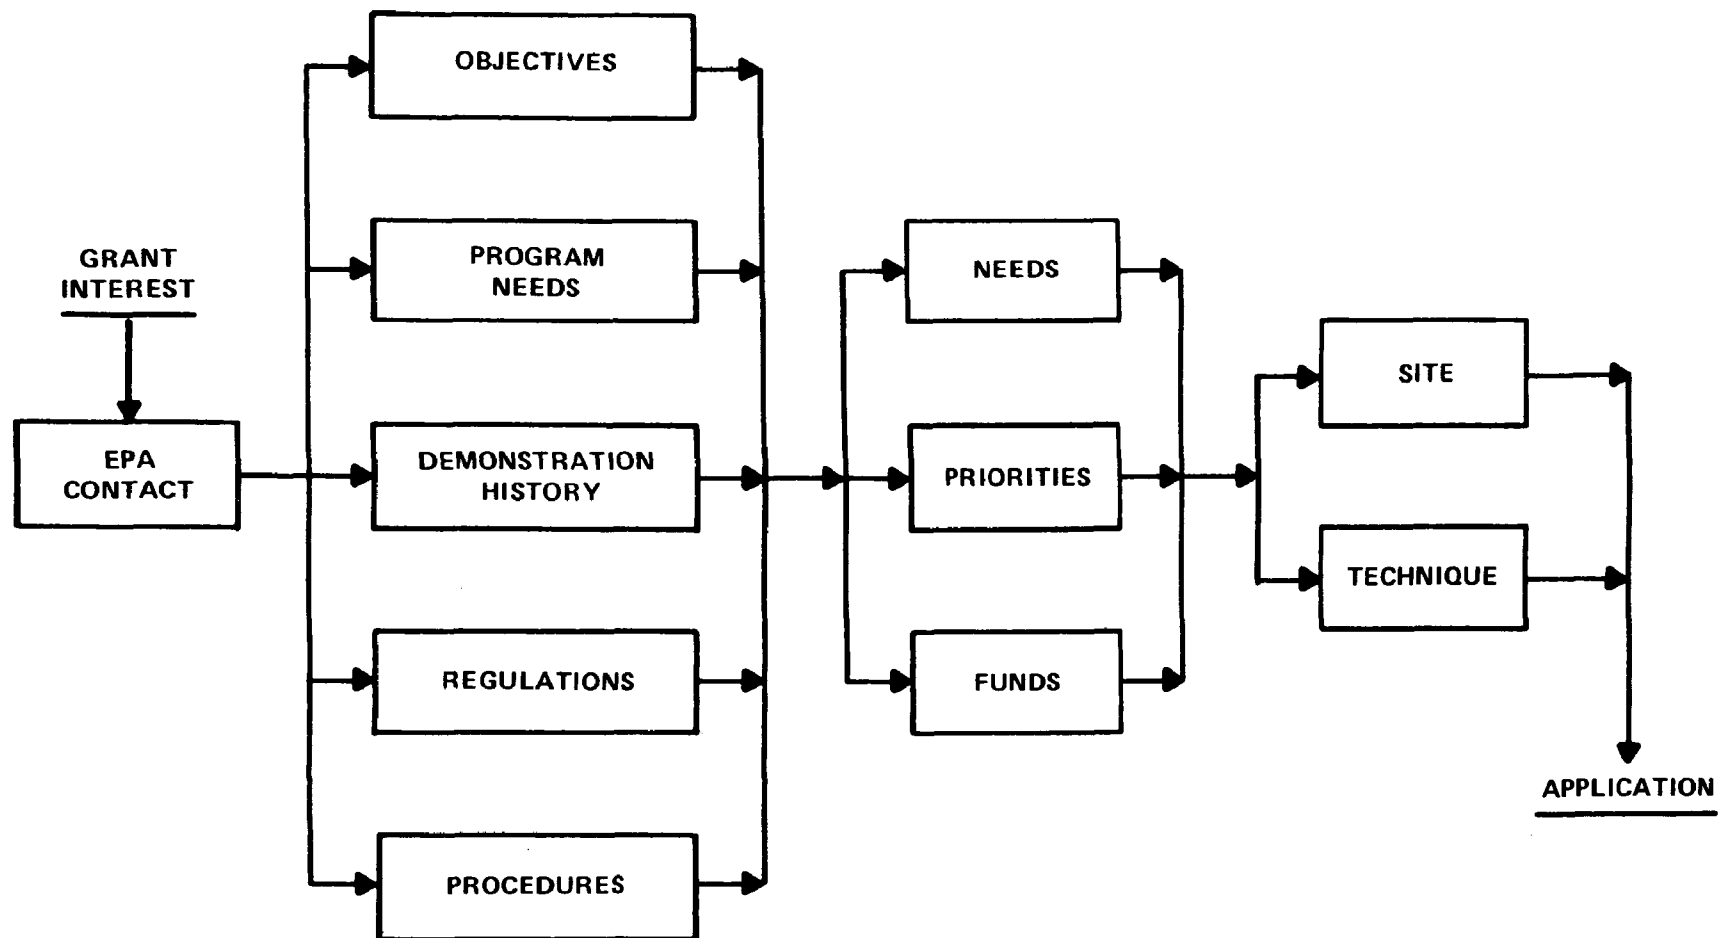 GRANT
INTEREST
EPA
CONTACT
OBJECTIVES
PROGRAM
NEEDS
DEMONSTRATION
HISTORY
REGULATIONS
PROCEDURES
NEEDS
PRIORITIES
FUNDS
SITE
TECHNIQUE
APPLICATION